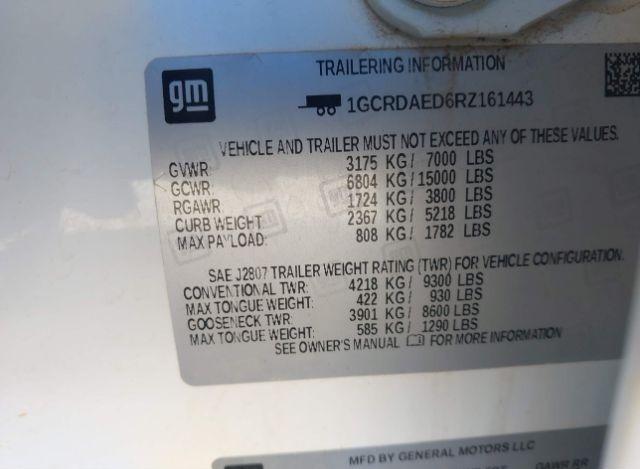 gm
TRAILERING INFORMATION
1GCRDAED6RZ161443
VEHICLE AND TRAILER MUST NOT EXCEED ANY OF THESE VALUES.
GVWR: 3175 KG/ 7000 LBS
GCWR: 6804 KG/ 15000 LBS
RGAWR: 1724 KG/ 3800 LBS
CURB WEIGHT: 2367 KG/ 5218 LBS
MAX PAYLOAD: 808 KG/ 1782 LBS
SAE J2807 TRAILER WEIGHT RATING (TWR) FOR VEHICLE CONFIGURATION.
CONVENTIONAL TWR: 4218 KG/ 9300 LBS
MAX TONGUE WEIGHT: 422 KG/ 930 LBS
GOOSENECK TWR: 3901 KG/ 8600 LBS
MAX TONGUE WEIGHT: 585 KG/ 1290 LBS
SEE OWNER'S MANUAL FOR MORE INFORMATION
MFD BY GENERAL MOTORS LLC